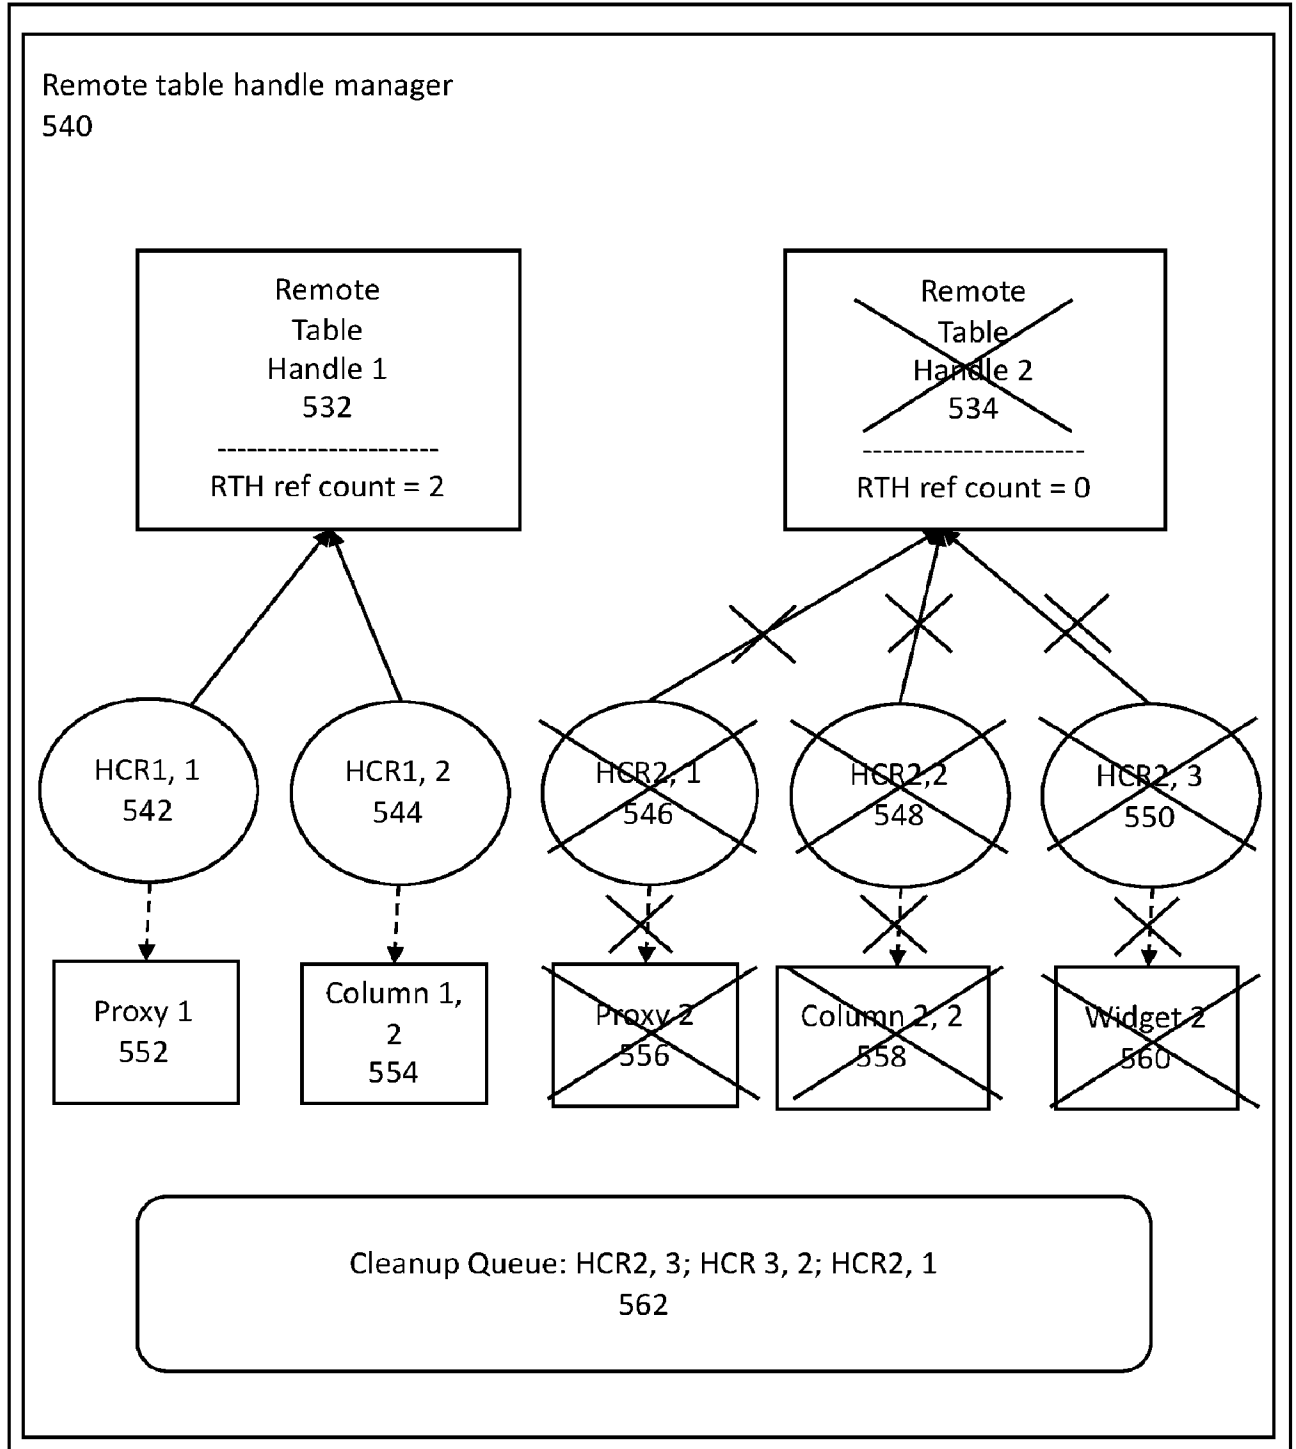 Remote table handle manager
540
Remote
Table
Handle 1
532
----------------------
RTH ref count = 2
Remote
Table
Handle 2
534
----------------------
RTH ref count = 0
HCR1, 1
542
HCR1, 2
544
HCR2, 1
546
HCR2,2
548
HCR2, 3
550
Proxy 1
552
Column 1,
2
554
Proxy 2
556
Column 2, 2
558
Widget 2
560
Cleanup Queue: HCR2, 3; HCR 3, 2; HCR2, 1
562